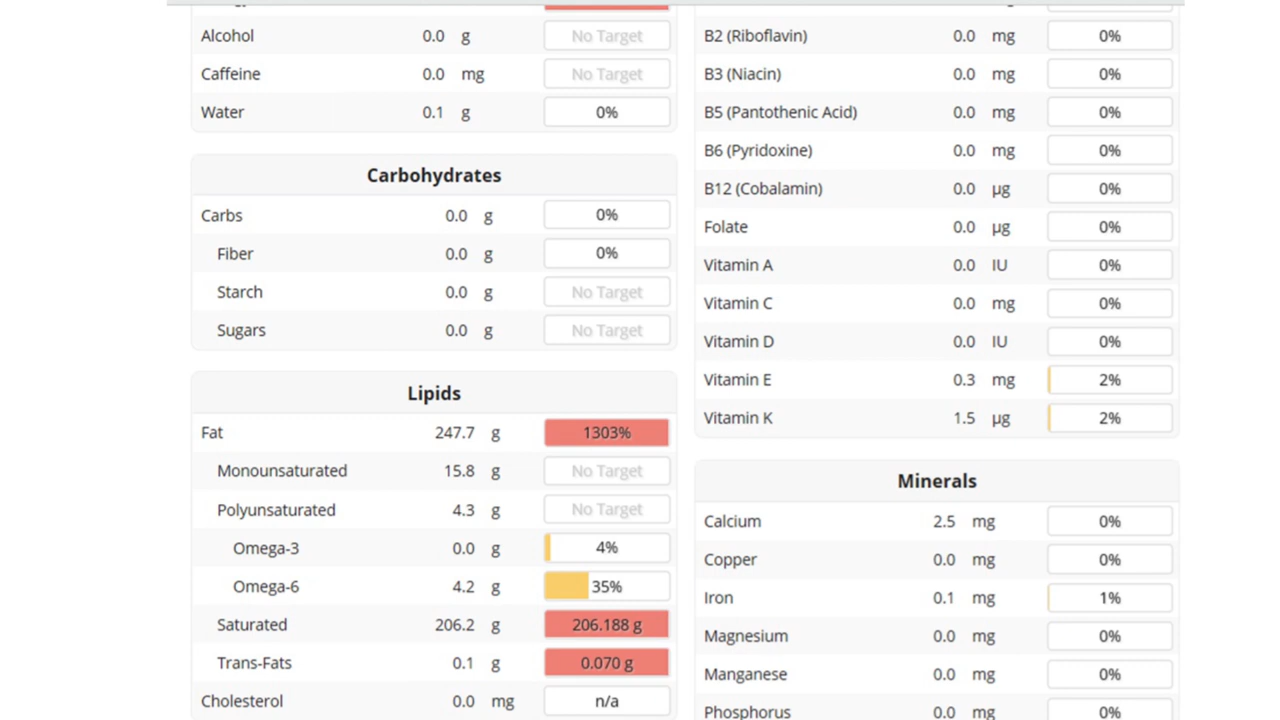 Alcohol 0.0 g No Target
Caffeine 0.0 mg No Target
Water 0.1 g 0%
Carbohydrates
Carbs 0.0 g 0%
Fiber 0.0 g 0%
Starch 0.0 g No Target
Sugars 0.0 g No Target
Lipids
Fat 247.7 g 1303%
Monounsaturated 15.8 g No Target
Polyunsaturated 4.3 g No Target
Omega-3 0.0 g 4%
Omega-6 4.2 g 35%
Saturated 206.2 g 206.188 g
Trans-Fats 0.1 g 0.070 g
Cholesterol 0.0 mg n/a
B2 (Riboflavin) 0.0 mg 0%
B3 (Niacin) 0.0 mg 0%
B5 (Pantothenic Acid) 0.0 mg 0%
B6 (Pyridoxine) 0.0 mg 0%
B12 (Cobalamin) 0.0 µg 0%
Folate 0.0 µg 0%
Vitamin A 0.0 IU 0%
Vitamin C 0.0 mg 0%
Vitamin D 0.0 IU 0%
Vitamin E 0.3 mg 2%
Vitamin K 1.5 µg 2%
Minerals
Calcium 2.5 mg 0%
Copper 0.0 mg 0%
Iron 0.1 mg 1%
Magnesium 0.0 mg 0%
Manganese 0.0 mg 0%
Phosphorus 0.0 mg 0%